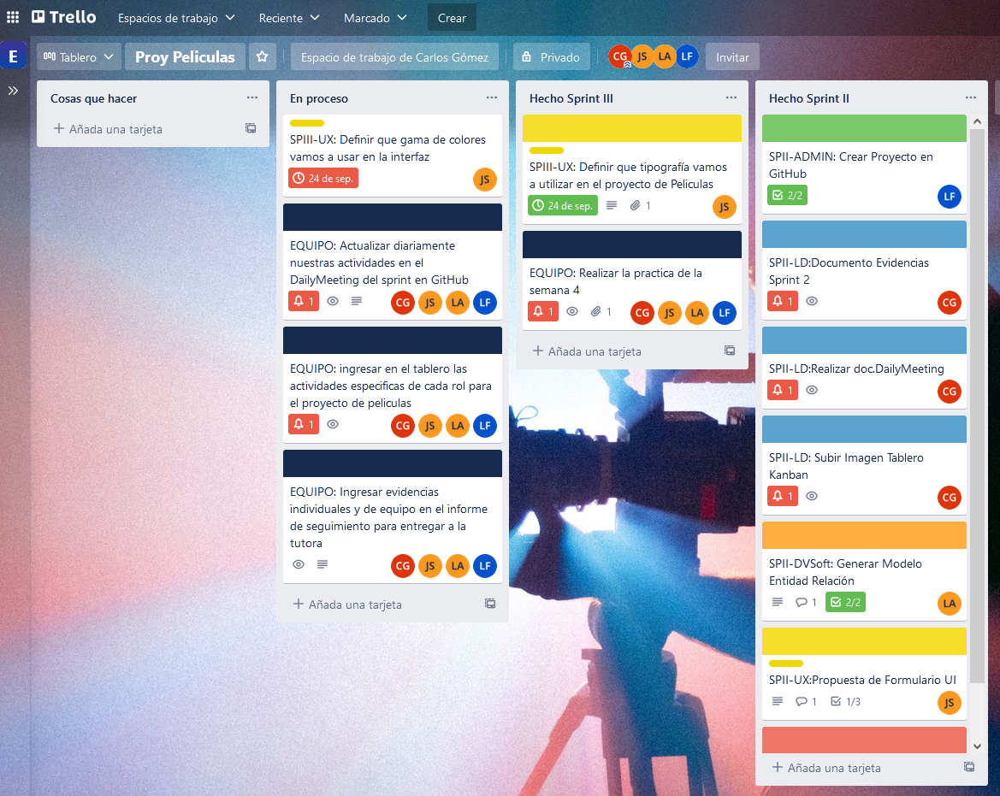 Trello Espacios de trabajo Reciente Marcado Crear
E Tablero Proy Peliculas Espacio de trabajo de Carlos Gómez Privado CG JS LA LF Invitar
Cosas que hacer
Añada una tarjeta
En proceso
SPIII-UX: Definir que gama de colores
vamos a usar en la interfaz
24 de sep. JS
EQUIPO: Actualizar diariamente
nuestras actividades en el
DailyMeeting del sprint en GitHub
1 CG JS LA LF
EQUIPO: ingresar en el tablero las
actividades especificas de cada rol para
el proyecto de peliculas
1 CG JS LA LF
EQUIPO: Ingresar evidencias
individuales y de equipo en el informe
de seguimiento para entregar a la
tutora
CG JS LA LF
Añada una tarjeta
Hecho Sprint III
SPIII-UX: Definir que tipografía vamos
a utilizar en el proyecto de Peliculas
24 de sep. 1 JS
EQUIPO: Realizar la practica de la
semana 4
1 1 CG JS LA LF
Añada una tarjeta
Hecho Sprint II
SPII-ADMIN: Crear Proyecto en
GitHub
2/2 LF
SPII-LD:Documento Evidencias
Sprint 2
1 CG
SPII-LD:Realizar doc.DailyMeeting
1 CG
SPII-LD: Subir Imagen Tablero
Kanban
1 CG
SPII-DVSoft: Generar Modelo
Entidad Relación
1 2/2 LA
SPII-UX:Propuesta de Formulario UI
1 1/3 JS
Añada una tarjeta